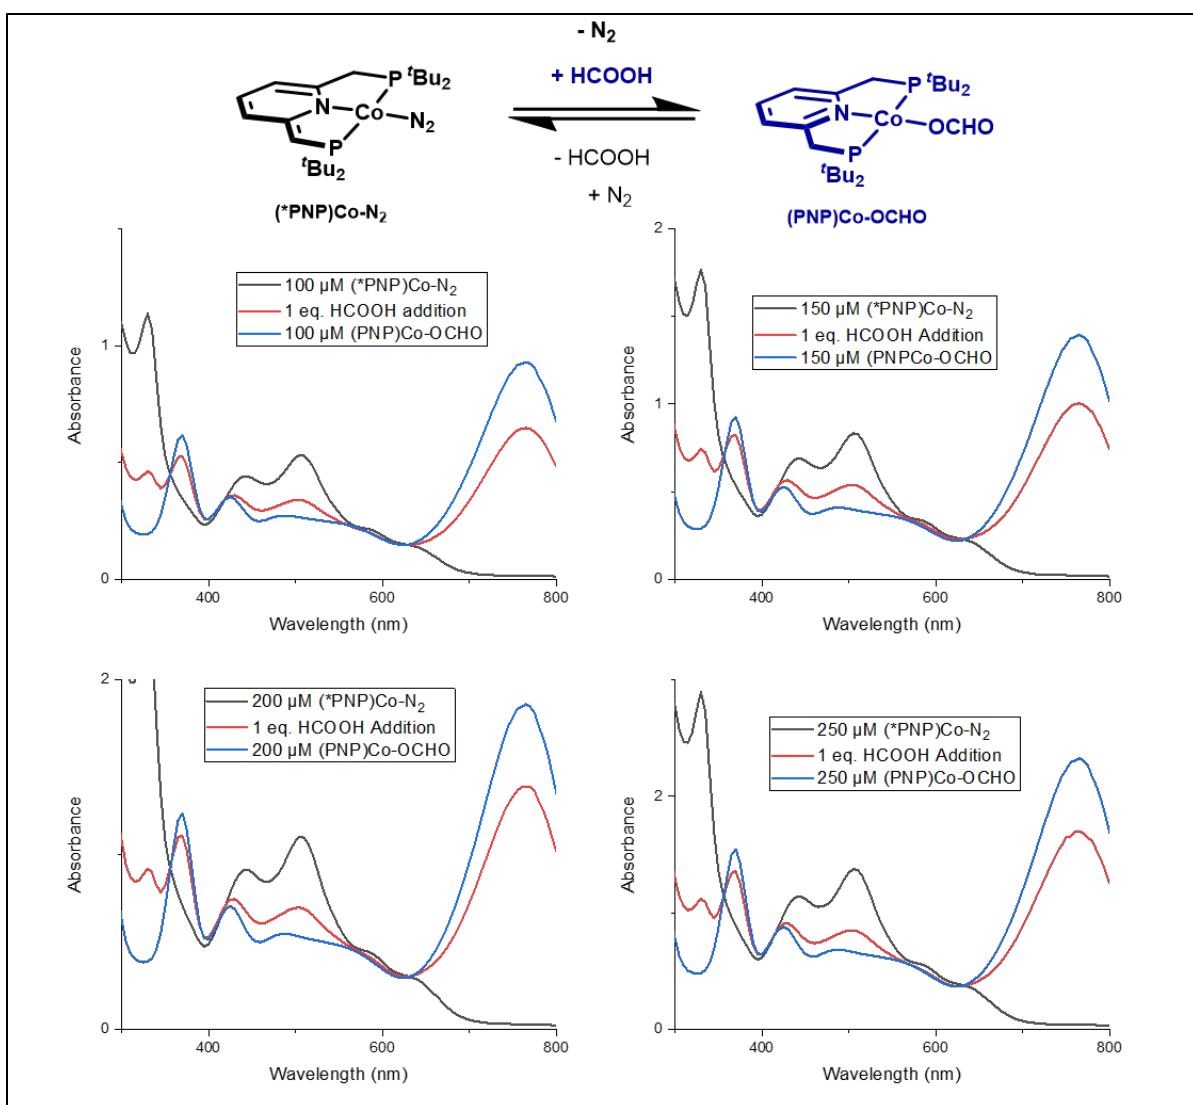 - N2
+ HCOOH
- HCOOH
+ N2
P tBu2
N Co N2
P
tBu2
(*PNP)Co-N2
P tBu2
N Co OCHO
P
tBu2
(PNP)Co-OCHO
100 µM (*PNP)Co-N2
1 eq. HCOOH addition
100 µM (PNP)Co-OCHO
Absorbance
1
0
400 600 800
Wavelength (nm)
150 µM (*PNP)Co-N2
1 eq. HCOOH Addition
150 µM (PNPCo-OCHO
Absorbance
2
1
0
400 600 800
Wavelength (nm)
200 µM (*PNP)Co-N2
1 eq. HCOOH Addition
200 µM (PNP)Co-OCHO
Absorbance
2
0
400 600 800
Wavelength (nm)
250 µM (*PNP)Co-N2
1 eq. HCOOH Addition
250 µM (PNP)Co-OCHO
Absorbance
2
0
400 600 800
Wavelength (nm)